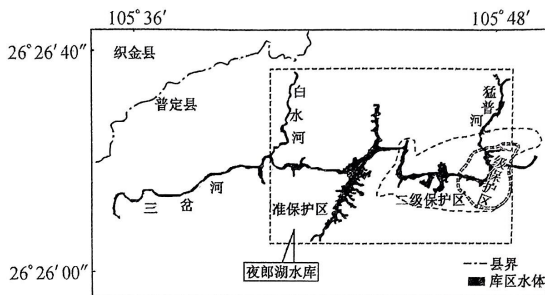 105°36′
105°48′
26°26′40″
织金县
普定县
白水河
猛普河
三岔河
准保护区
二级保护区
一级保护区
夜郎湖水库
26°26′00″
县界
库区水体